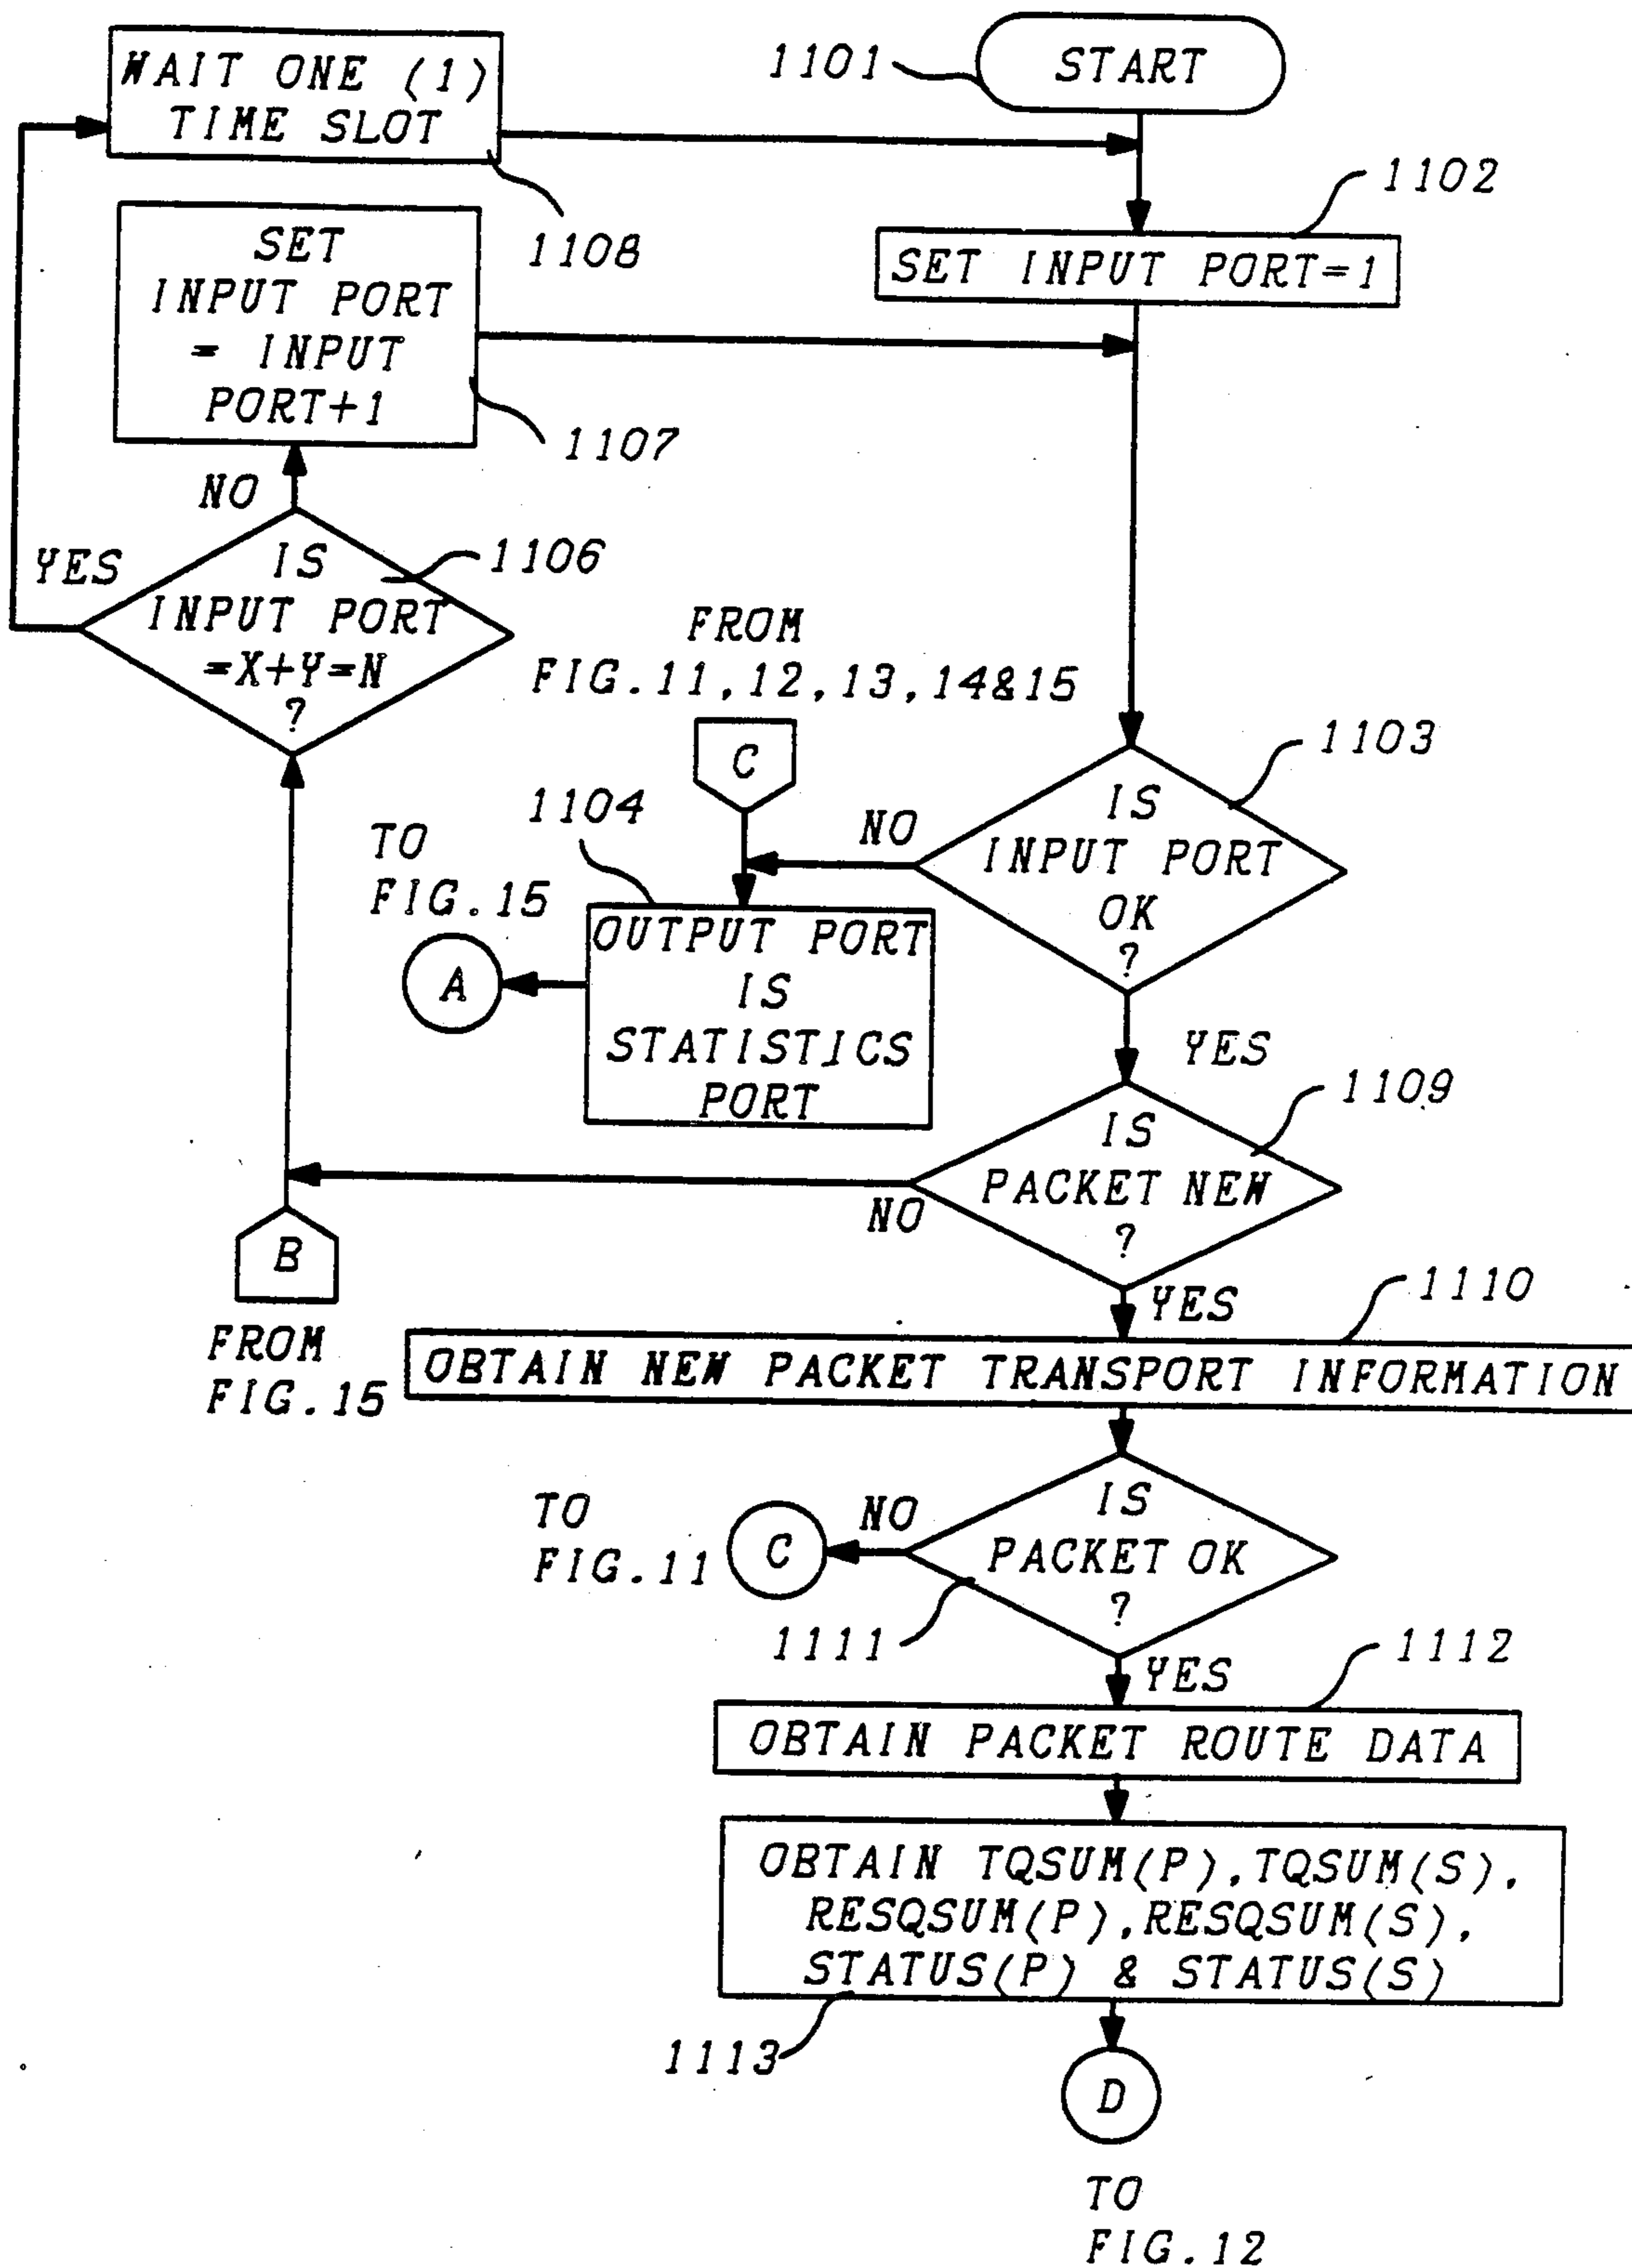 WAIT ONE (1)
TIME SLOT
1108
1101
START
1102
SET INPUT PORT=1
SET
INPUT PORT
= INPUT
PORT+1
1107
NO
YES
IS
INPUT PORT
=X+Y=N
?
1106
FROM
FIG.11,12,13,14&15
C
1103
IS
INPUT PORT
OK
?
NO
1104
TO
FIG.15
A
OUTPUT PORT
IS
STATISTICS
PORT
YES
1109
IS
PACKET NEW
?
NO
B
FROM
FIG.15
YES
1110
OBTAIN NEW PACKET TRANSPORT INFORMATION
TO
FIG.11
C
NO
IS
PACKET OK
?
1111
YES
1112
OBTAIN PACKET ROUTE DATA
OBTAIN TQSUM(P),TQSUM(S),
RESQSUM(P),RESQSUM(S),
STATUS(P) & STATUS(S)
1113
D
TO
FIG.12